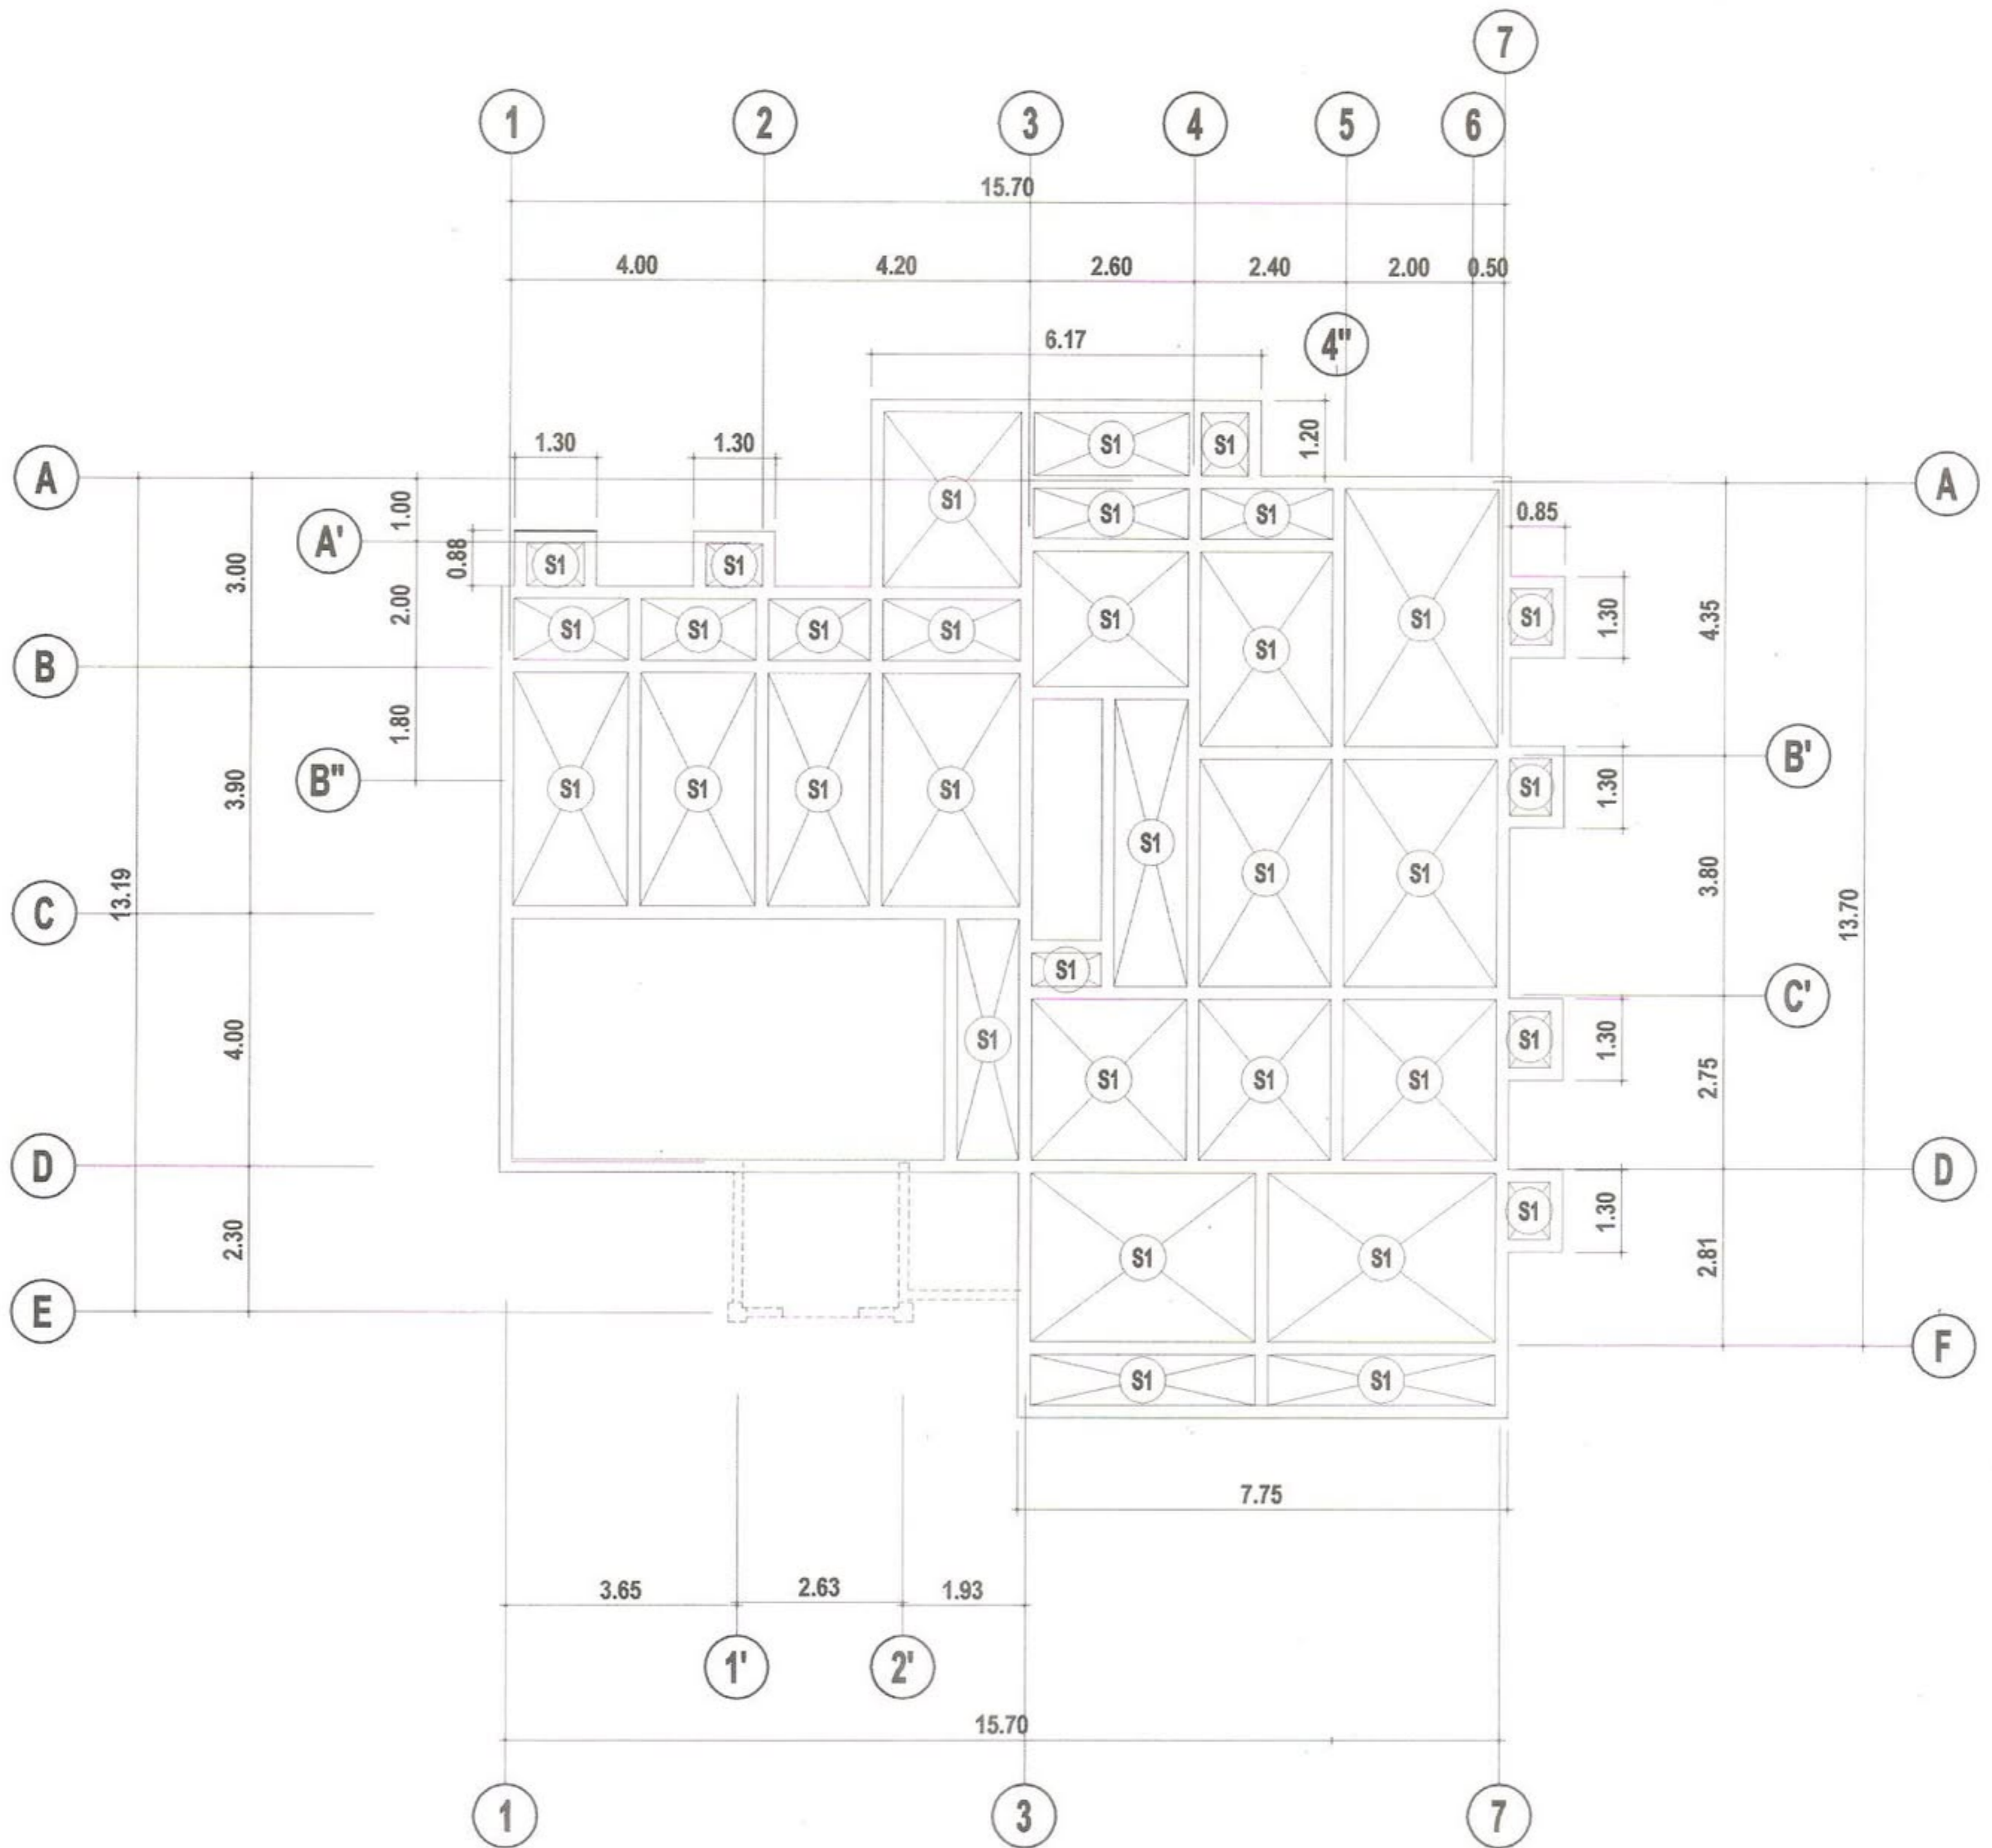 7
1 2 3 4 5 6
15.70
4.00 4.20 2.60 2.40 2.00 0.50
6.17 4"
1.30 1.30 S1 S1 1.20
A A
1.00 S1 S1 S1 0.85
A' 0.88 S1 S1
3.00 2.00 S1 S1 S1 1.30 4.35
S1 S1 S1 S1 S1
B
1.80
B" B'
3.90 S1 S1 S1 S1 S1 1.30
S1
13.19 S1 S1 3.80
C 13.70
S1
C'
4.00 S1 S1 1.30
S1 S1 S1 2.75
D D
S1 1.30
2.30 S1 S1 2.81
E
F
S1 S1
7.75
3.65 2.63 1.93
1' 2'
15.70
1 3 7